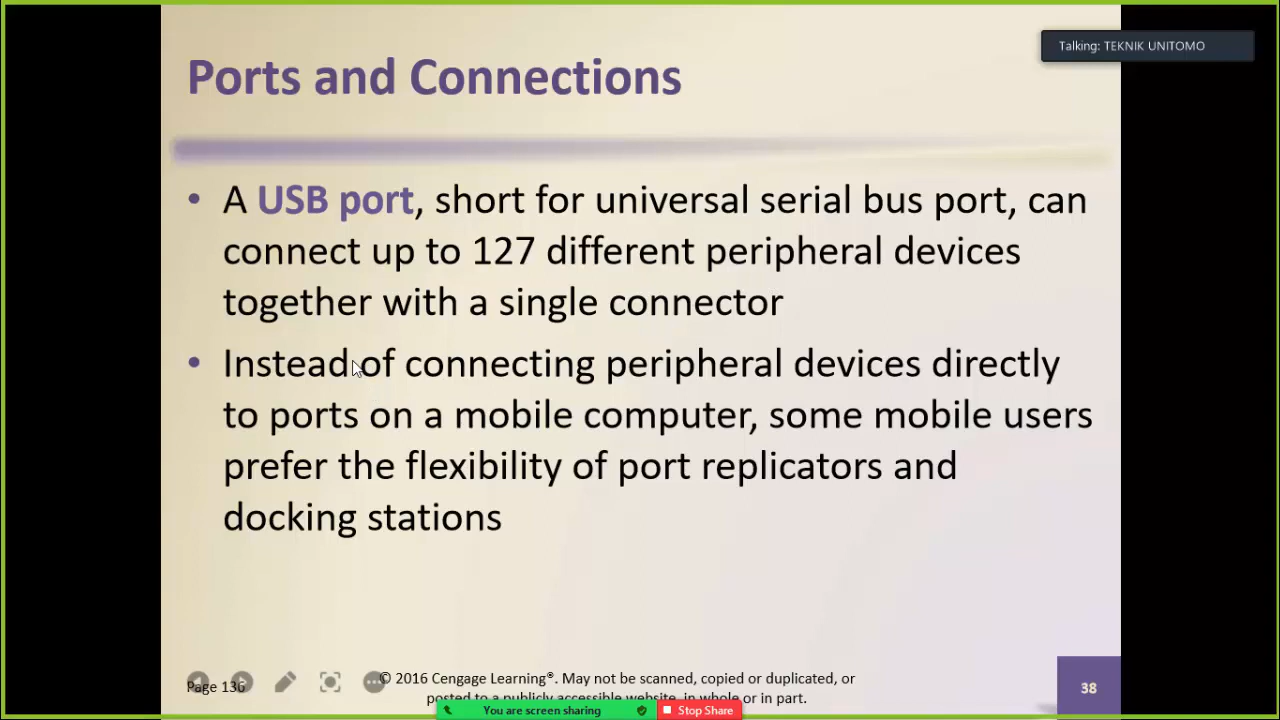 Talking: TEKNIK UNITOMO
Ports and Connections
• A USB port, short for universal serial bus port, can
connect up to 127 different peripheral devices
together with a single connector
• Instead of connecting peripheral devices directly
to ports on a mobile computer, some mobile users
prefer the flexibility of port replicators and
docking stations
Page 136
© 2016 Cengage Learning®. May not be scanned, copied or duplicated, or
posted to a publicly accessible website, in whole or in part.
38
You are screen sharing
Stop Share